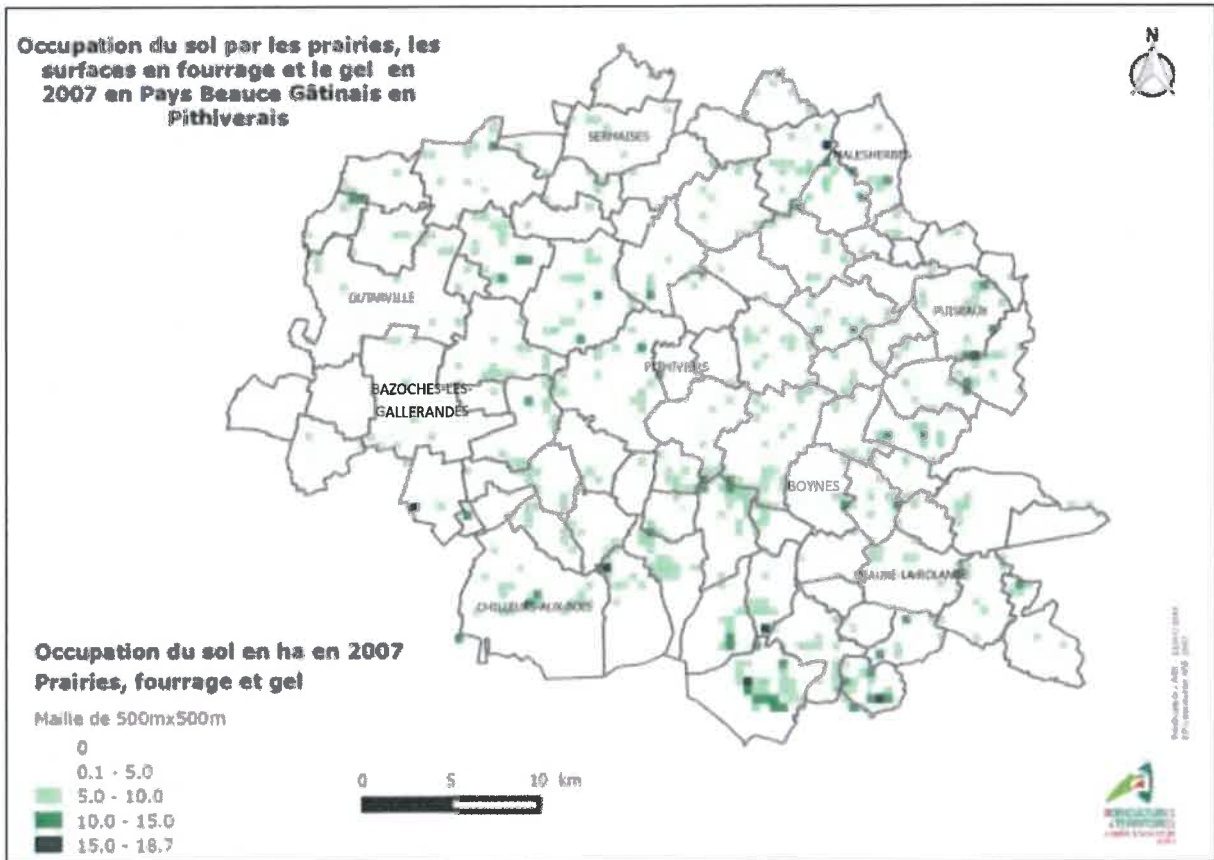 Occupation du sol par les prairies, les
surfaces en fourrage et le gel en
2007 en Pays Beauce Gâtinais en
Pithiverais
N
SERMAISES
MALESHERBES
OUTARVILLE
PUISEAUX
PITHIVIERS
BAZOCHES-LES-
GALLERANDES
BOYNES
BEAUNE-LA-ROLANDE
CHILLEURS-AUX-BOIS
Occupation du sol en ha en 2007
Prairies, fourrage et gel
Maille de 500mx500m
0
0.1 - 5.0
5.0 - 10.0
10.0 - 15.0
15.0 - 18.7
0 5 10 km
AGRICULTURES
& TERRITOIRES